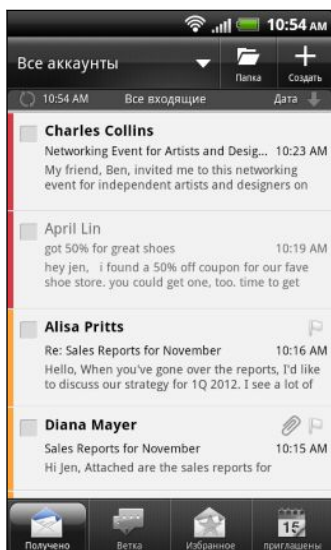 10:54 AM
Все аккаунты
Папка
Создать
10:54 AM Все входящие Дата
Charles Collins
Networking Event for Artists and Desig... 10:23 AM
My friend, Ben, invited me to this networking
event for independent artists and designers on
April Lin
got 50% for great shoes 10:19 AM
hey jen, i found a 50% off coupon for our fave
shoe store. you could get one, too. time to get
Alisa Pritts
Re: Sales Reports for November 10:16 AM
Hello, When you've gone over the reports, I'd like
to discuss our strategy for 1Q 2012. I see a lot of
Diana Mayer
Sales Reports for November 10:15 AM
Hi Jen, Attached are the sales reports for
15
Получено Ветка Избранное приглашены